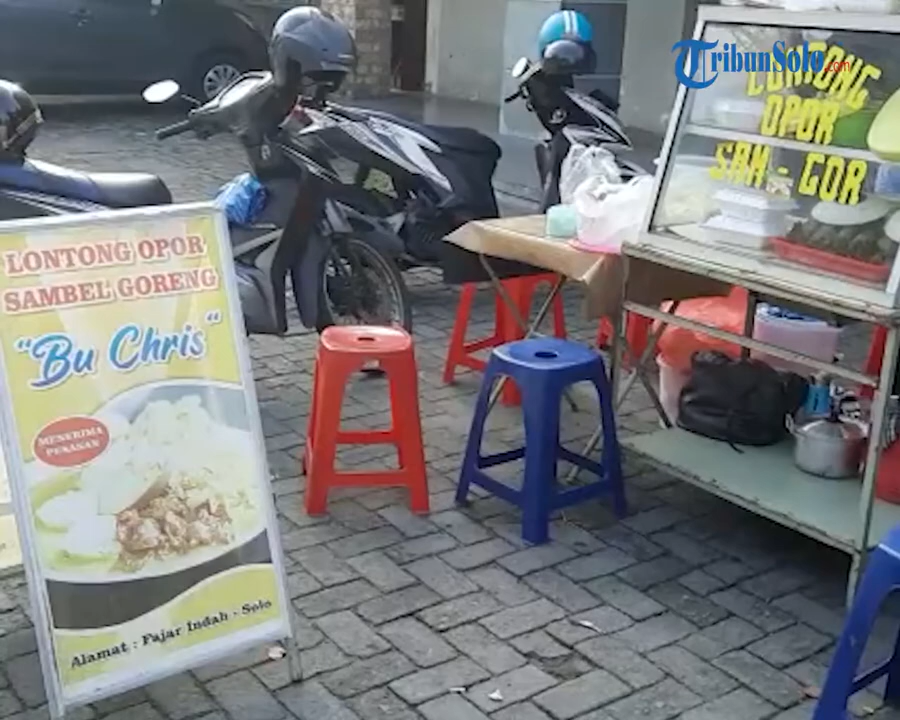 TribunSolo.com
LONTONG
OPOR
SAM-GOR
LONTONG OPOR
SAMBEL GORENG
"Bu Chris"
MENERIMA
PESANAN
Alamat : Fajar Indah - Solo